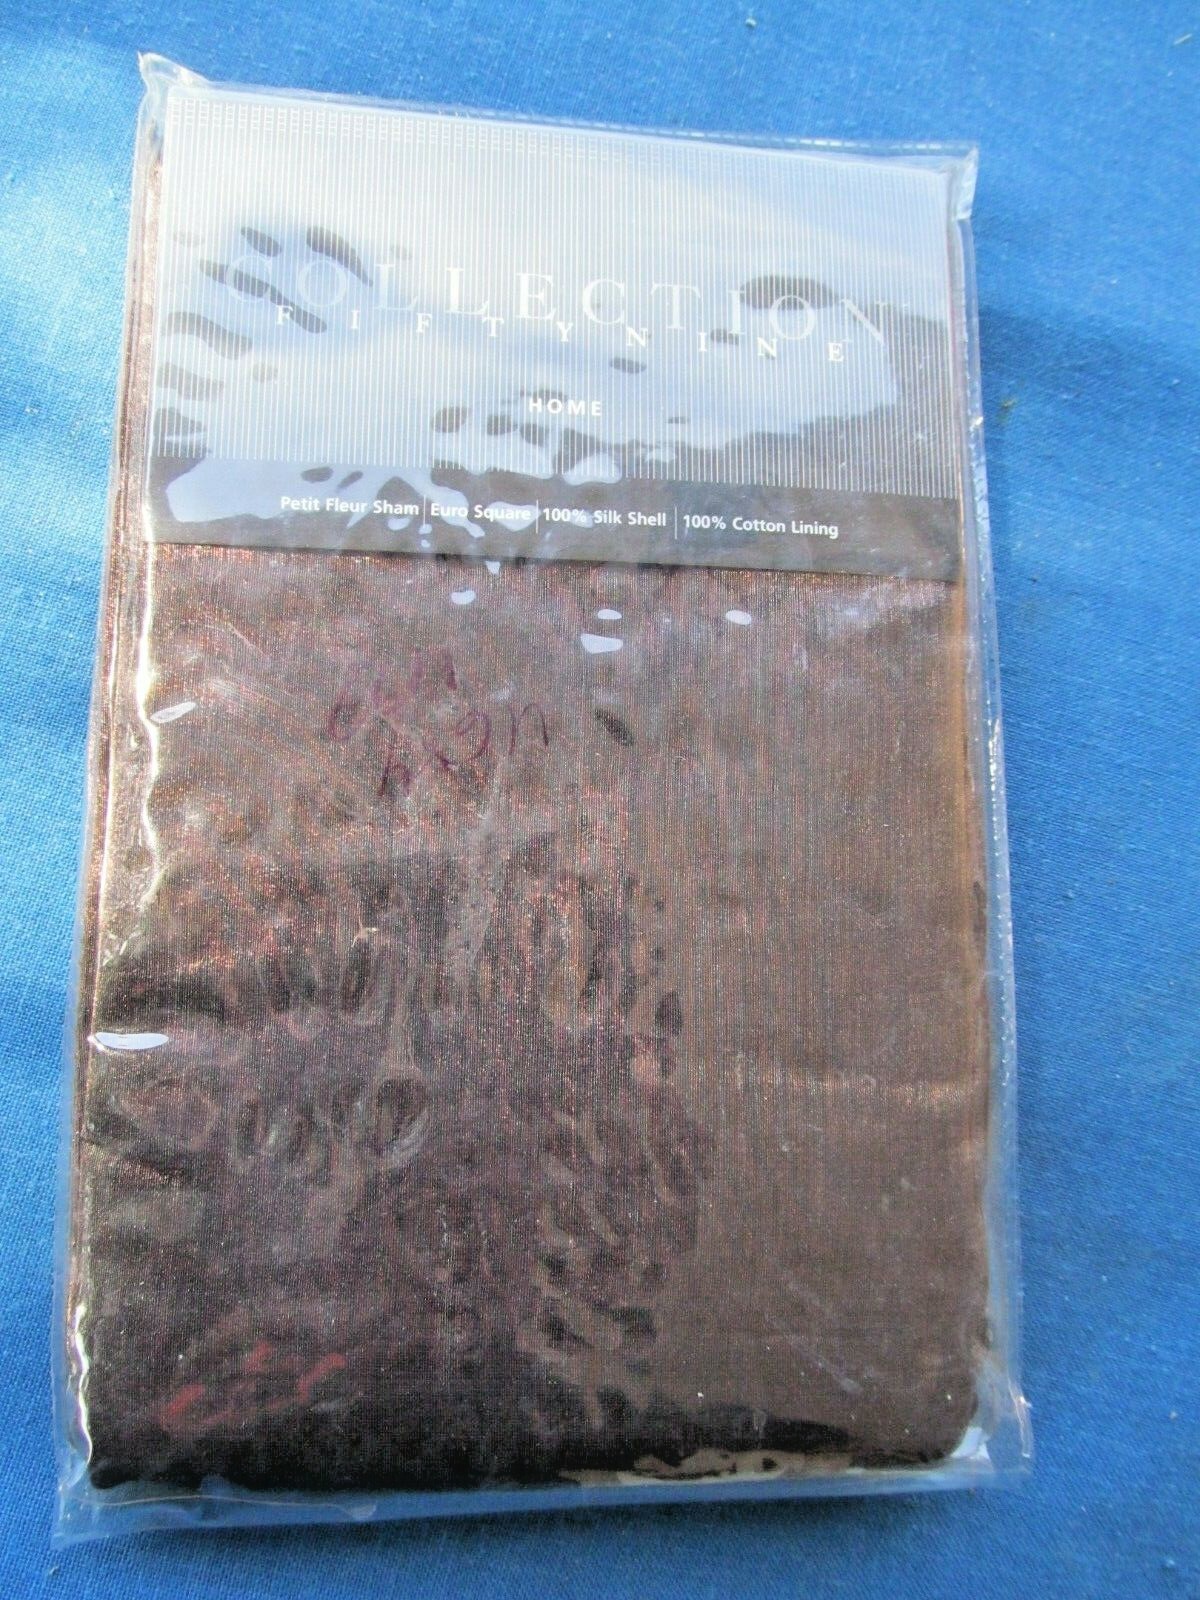 COLLECTION
FIFTYNINE
HOME
Petit Fleur Sham | Euro Square | 100% Silk Shell | 100% Cotton Lining